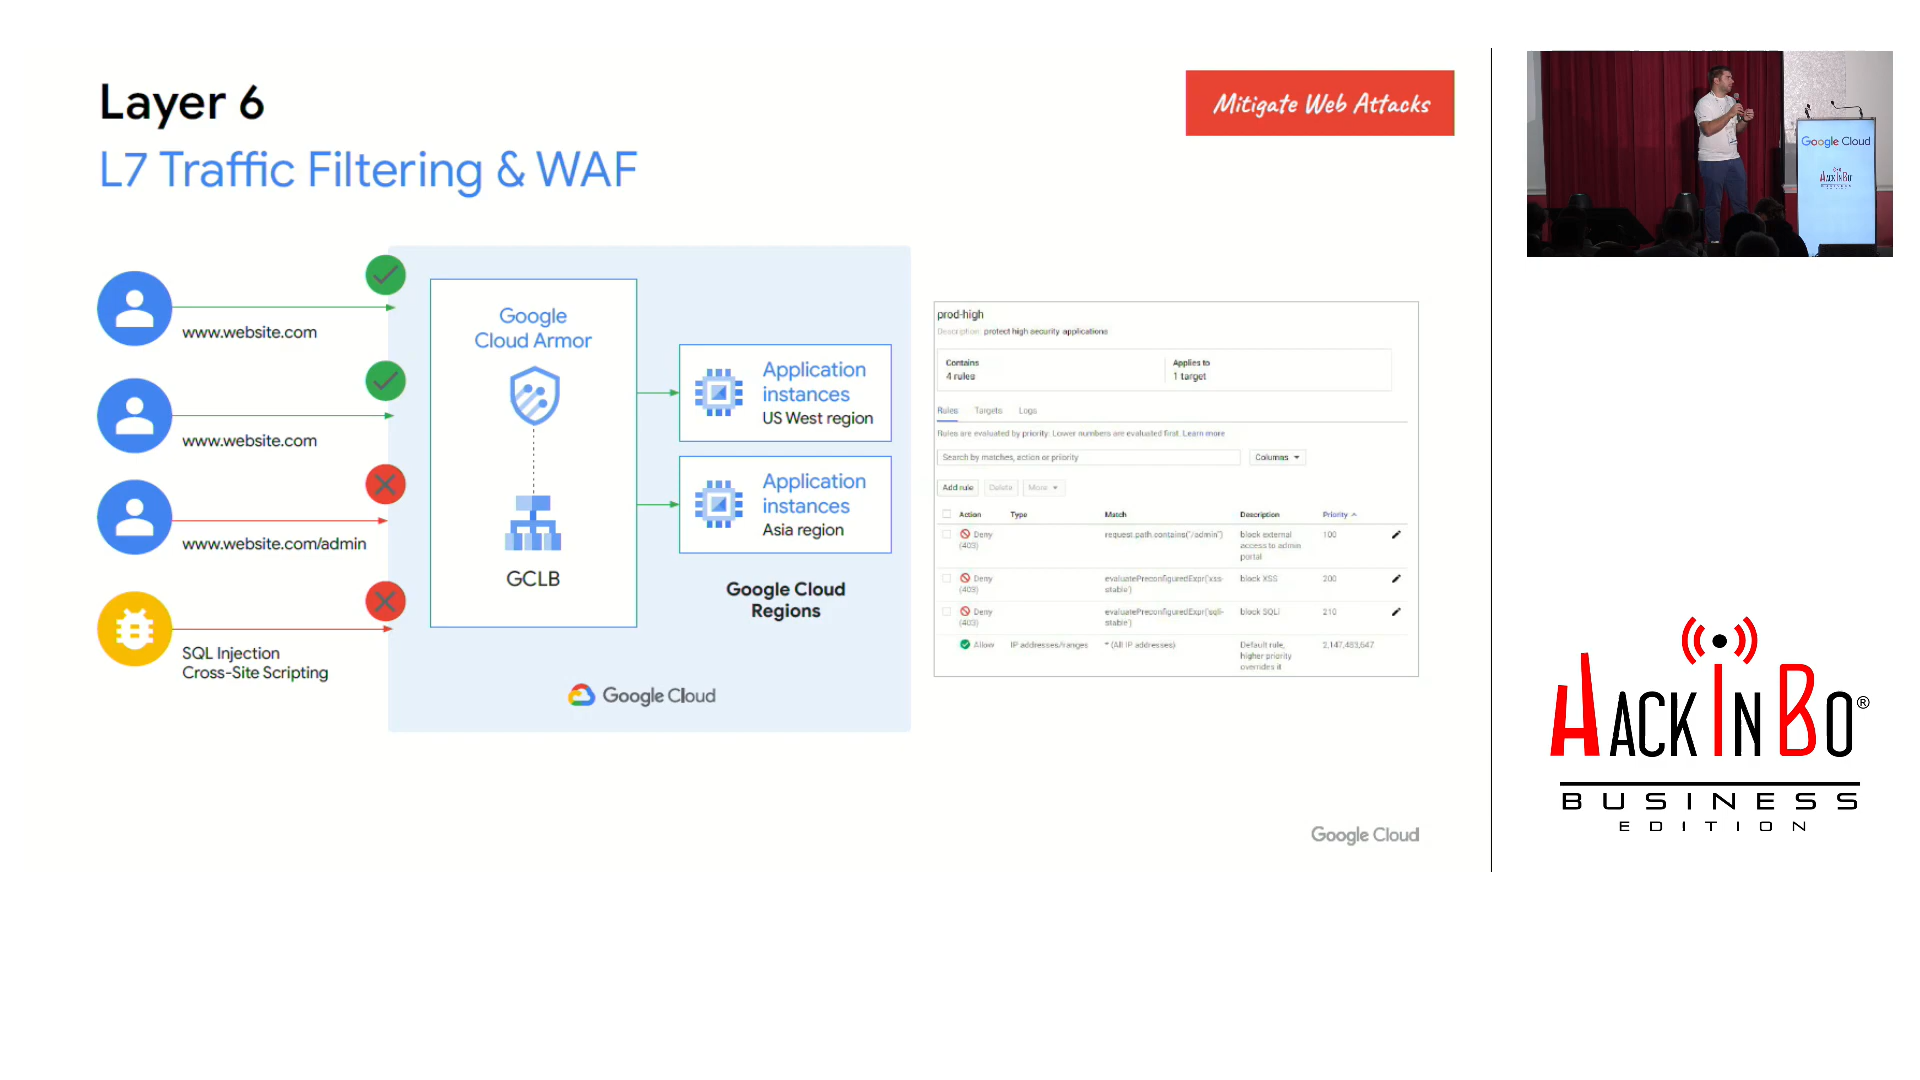 Layer 6
L7 Traffic Filtering & WAF
Mitigate Web Attacks
www.website.com
www.website.com
www.website.com/admin
SQL Injection
Cross-Site Scripting
Google
Cloud Armor
GCLB
Application
instances
US West region
Application
instances
Asia region
Google Cloud
Regions
Google Cloud
prod-high
Description: protect high security applications
Contains
4 rules
Applies to
1 target
Rules Targets Logs
Rules are evaluated by priority. Lower numbers are evaluated first. Learn more
Search by matches, action or priority
Columns
Add rule Delete More
Action Type Match Description Priority
Deny
(403)
request.path.contains('/admin')
block external
access to admin
portal
100
Deny
(403)
evaluatePreconfiguredExpr('xss-
stable')
block XSS
200
Deny
(403)
evaluatePreconfiguredExpr('sqli-
stable')
block SQLi
210
Allow
IP addresses/ranges
* (All IP addresses)
Default rule,
higher priority
overrides it
2,147,483,647
Google Cloud
Google Cloud
HACKINBO
BUSINESS
HACKINBO®
BUSINESS
EDITION